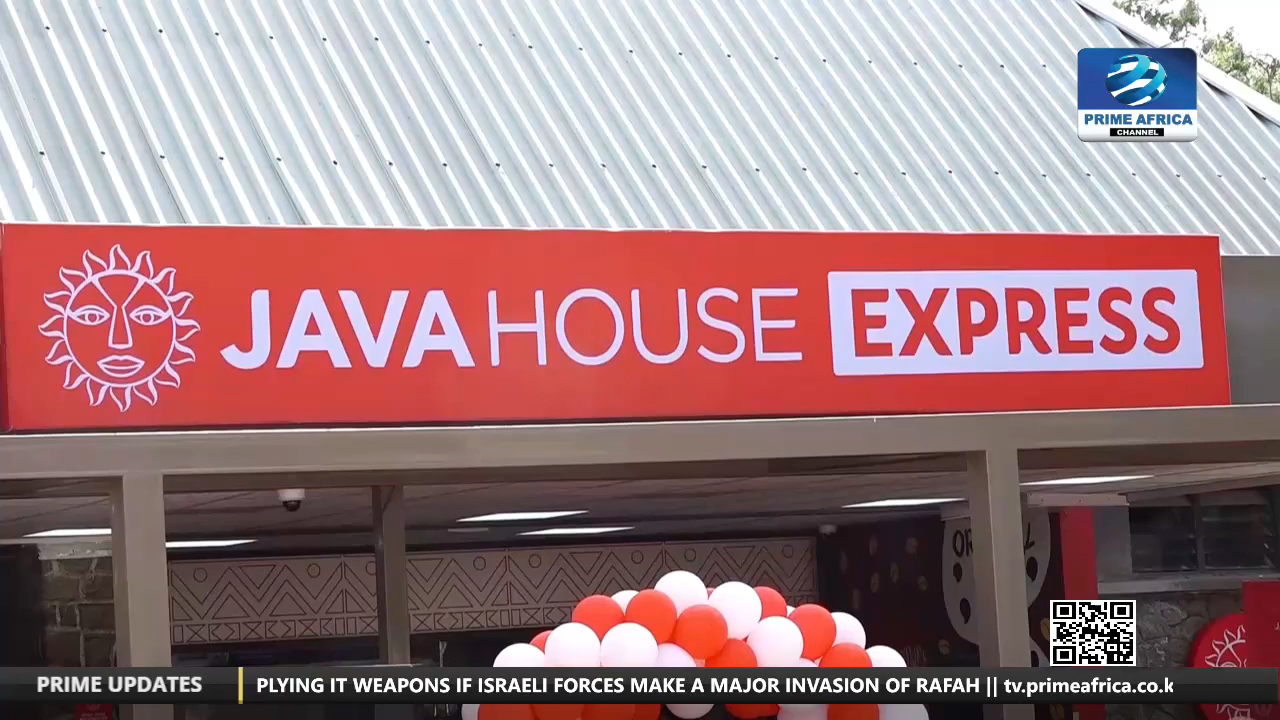 PRIME AFRICA
CHANNEL
JAVA HOUSE EXPRESS
PRIME UPDATES
PLYING IT WEAPONS IF ISRAELI FORCES MAKE A MAJOR INVASION OF RAFAH || tv.primeafrica.co.k